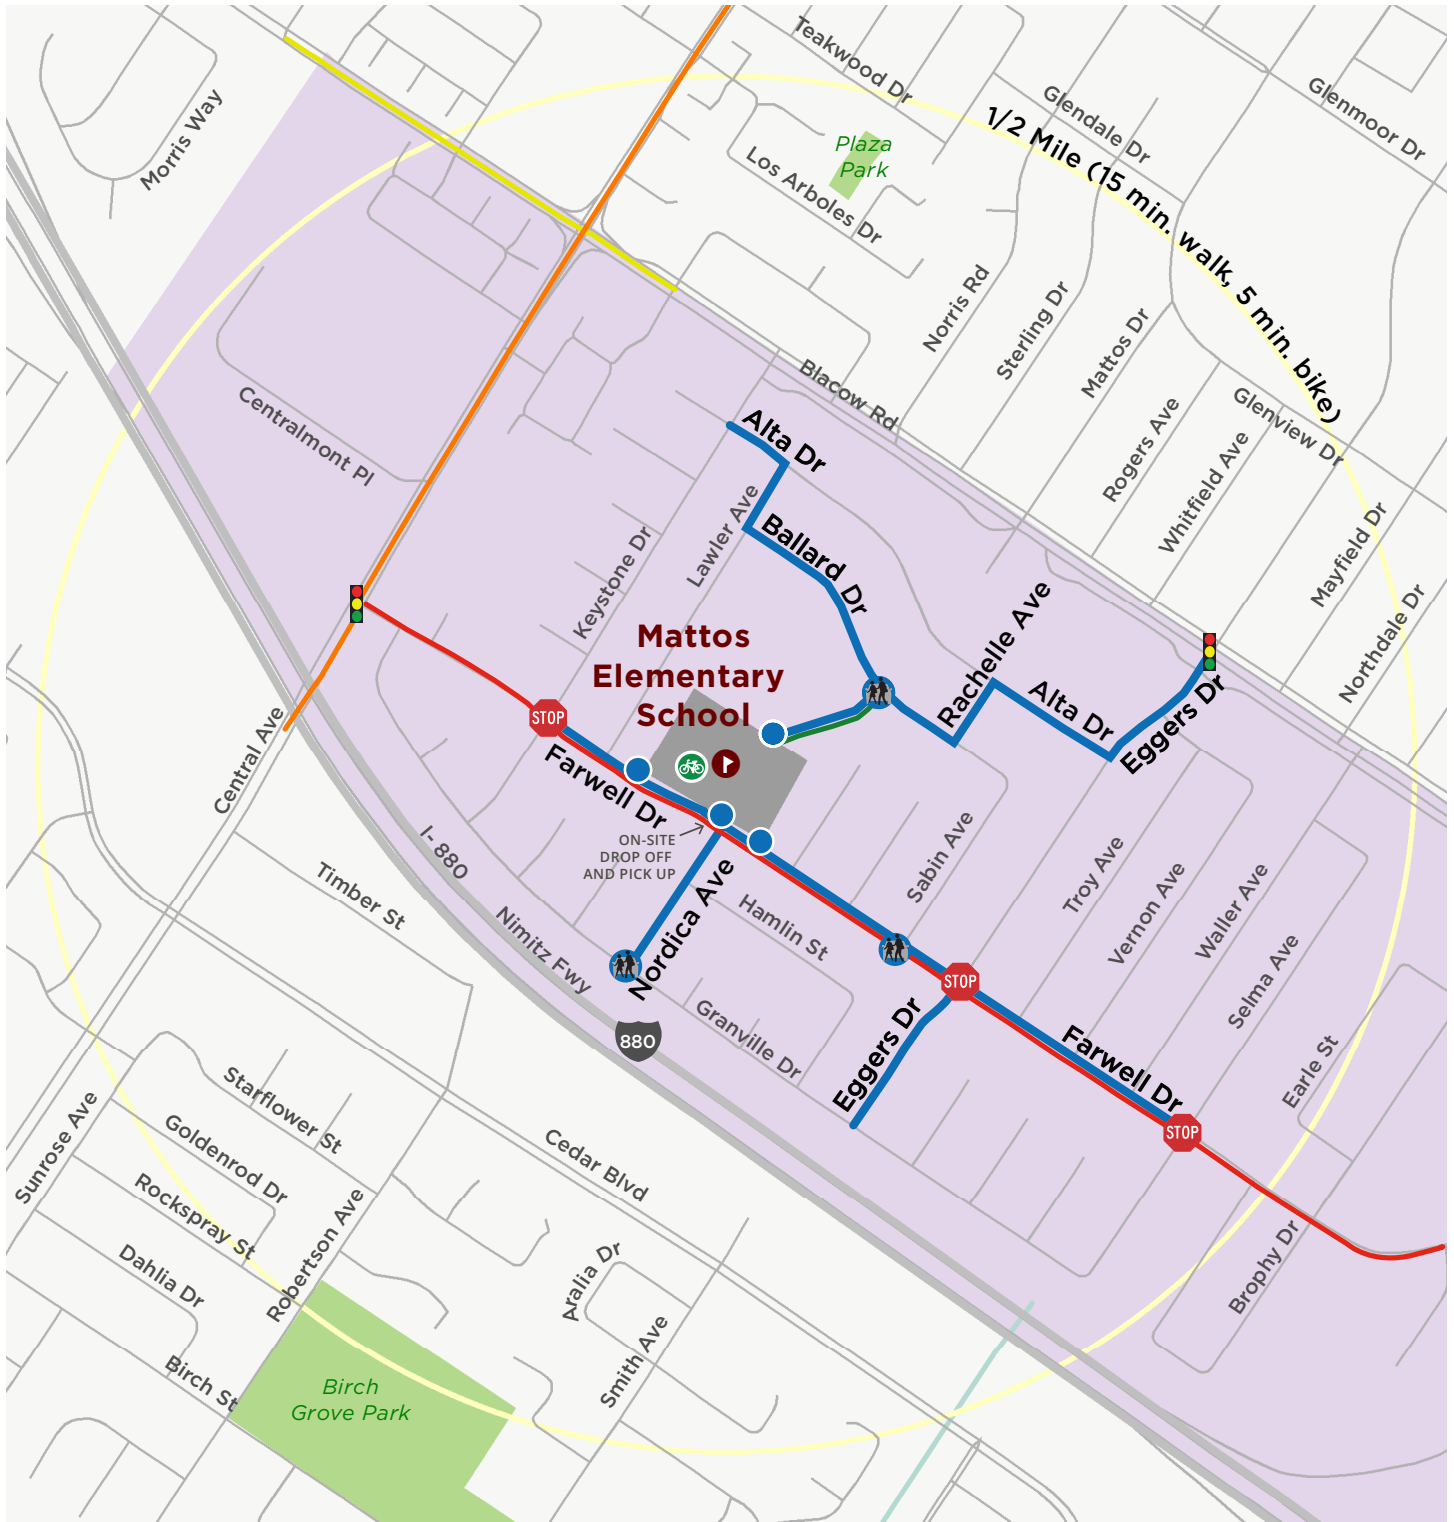 Teakwood Dr
Glendale Dr
Glenmoor Dr
Morris Way
1/2 Mile (15 min. walk, 5 min. bike)
Plaza
Park
Los Arboles Dr
Norris Rd
Sterling Dr
Mattos Dr
Blacow Rd
Glenview Dr
Rogers Ave
Whitfield Ave
Centralmont Pl
Alta Dr
Lawler Ave
Ballard Dr
Keystone Dr
Mayfield Dr
Northdale Dr
Rachelle Ave
Mattos
Elementary
School
Alta Dr
Eggers Dr
STOP
Central Ave
Farwell Dr
ON-SITE
DROP OFF
AND PICK UP
I-880
Nordica Ave
Sabin Ave
Troy Ave
Vernon Ave
Waller Ave
Selma Ave
Timber St
Hamlin St
Nimitz Fwy
STOP
Granville Dr
880
Eggers Dr
Farwell Dr
Earle St
STOP
Starflower St
Sunrose Ave
Goldenrod Dr
Cedar Blvd
Rockspray St
Robertson Ave
Dahlia Dr
Aralia Dr
Brophy Dr
Smith Ave
Birch St
Birch
Grove Park